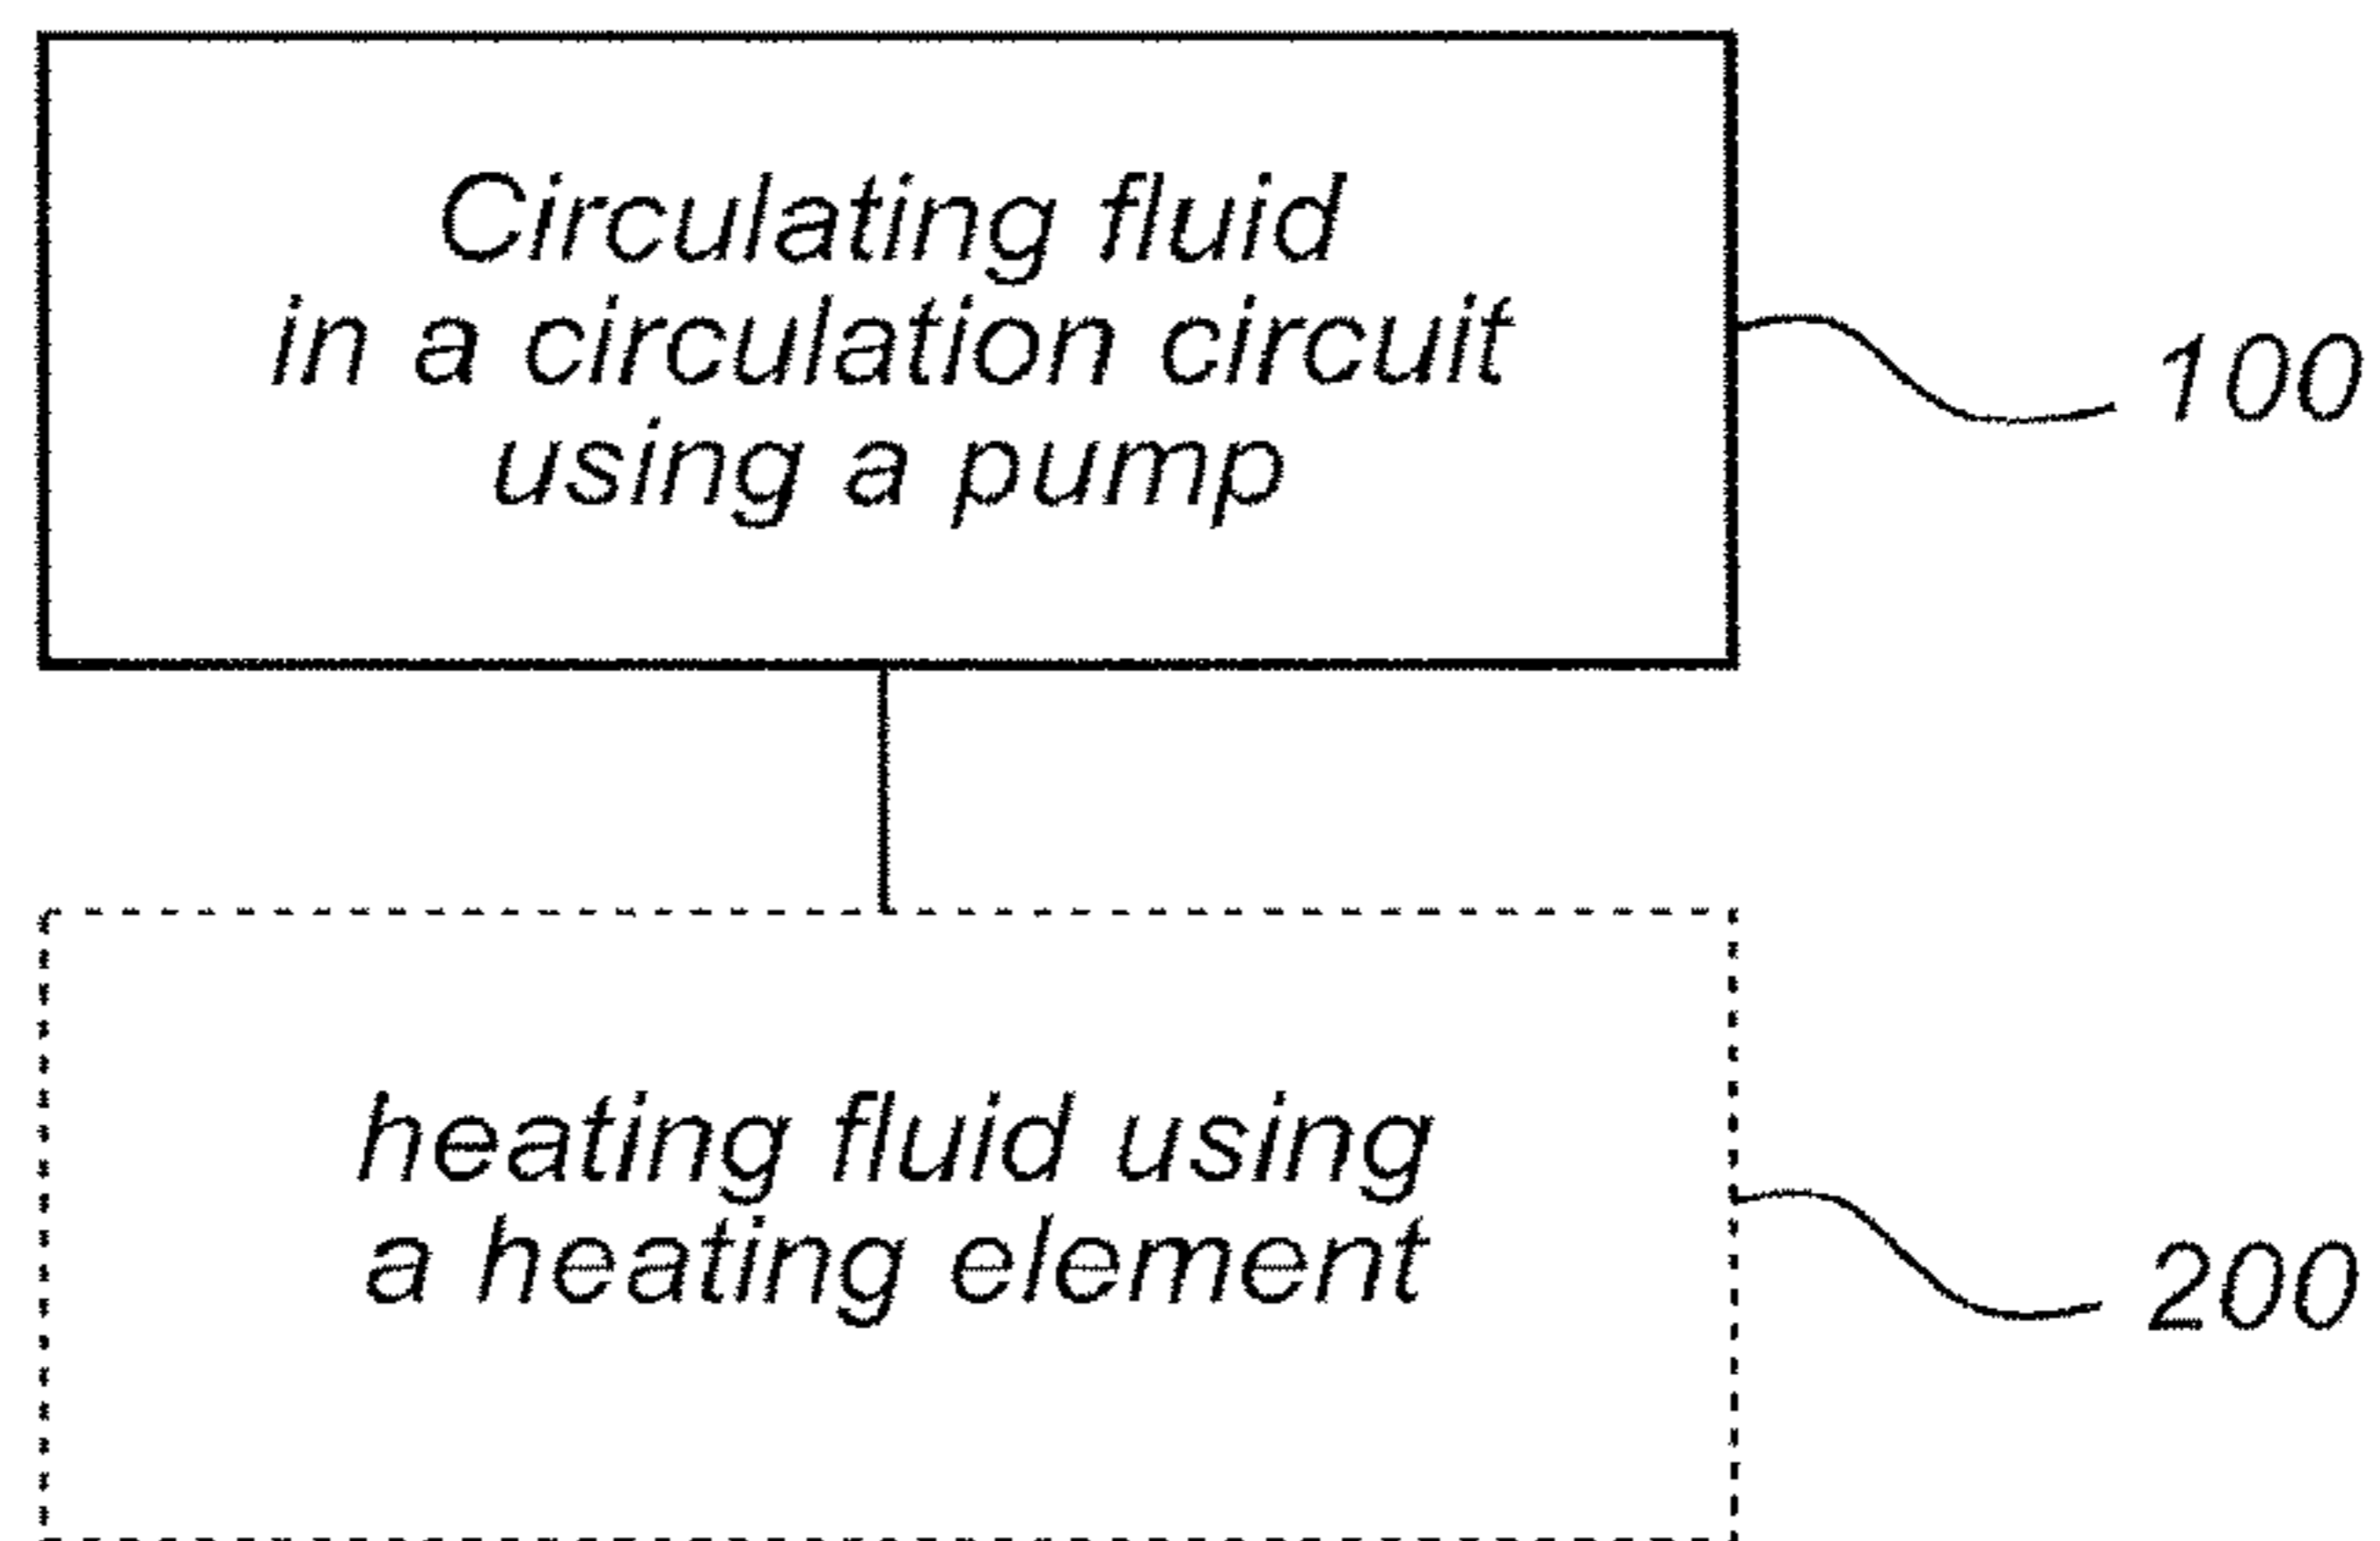 Circulating fluid
in a circulation circuit
using a pump
100
heating fluid using
a heating element
200